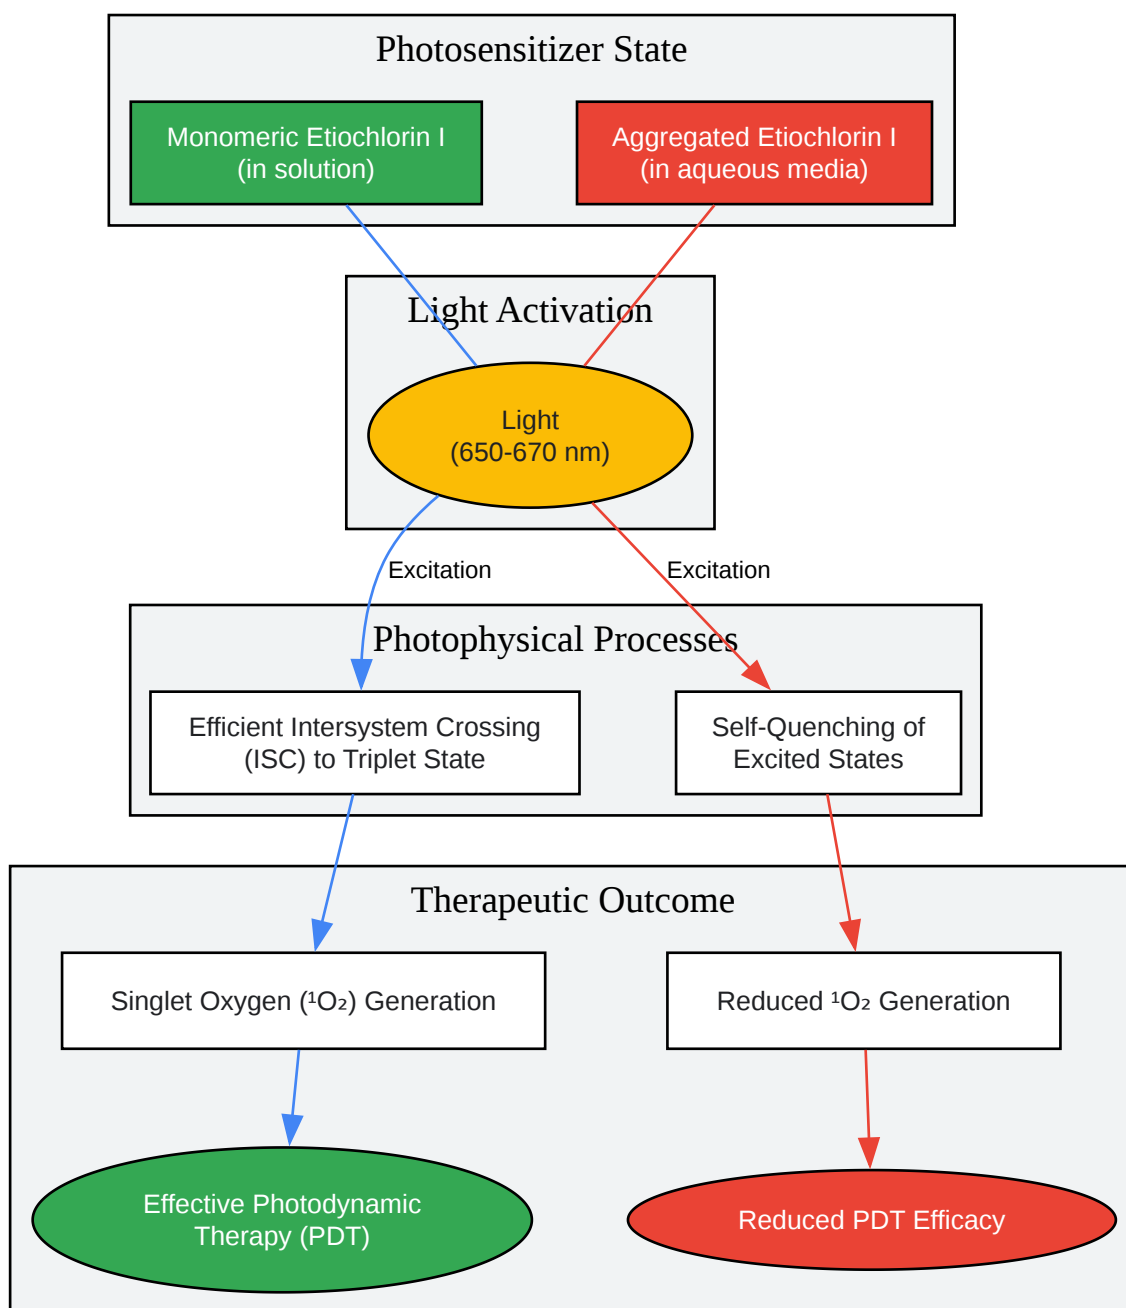 Photosensitizer State
Monomeric Etiochlorin I
(in solution)
Aggregated Etiochlorin I
(in aqueous media)
Light Activation
Light
(650-670 nm)
Excitation
Excitation
Photophysical Processes
Efficient Intersystem Crossing
(ISC) to Triplet State
Self-Quenching of
Excited States
Therapeutic Outcome
Singlet Oxygen (¹O₂) Generation
Reduced ¹O₂ Generation
Effective Photodynamic
Therapy (PDT)
Reduced PDT Efficacy